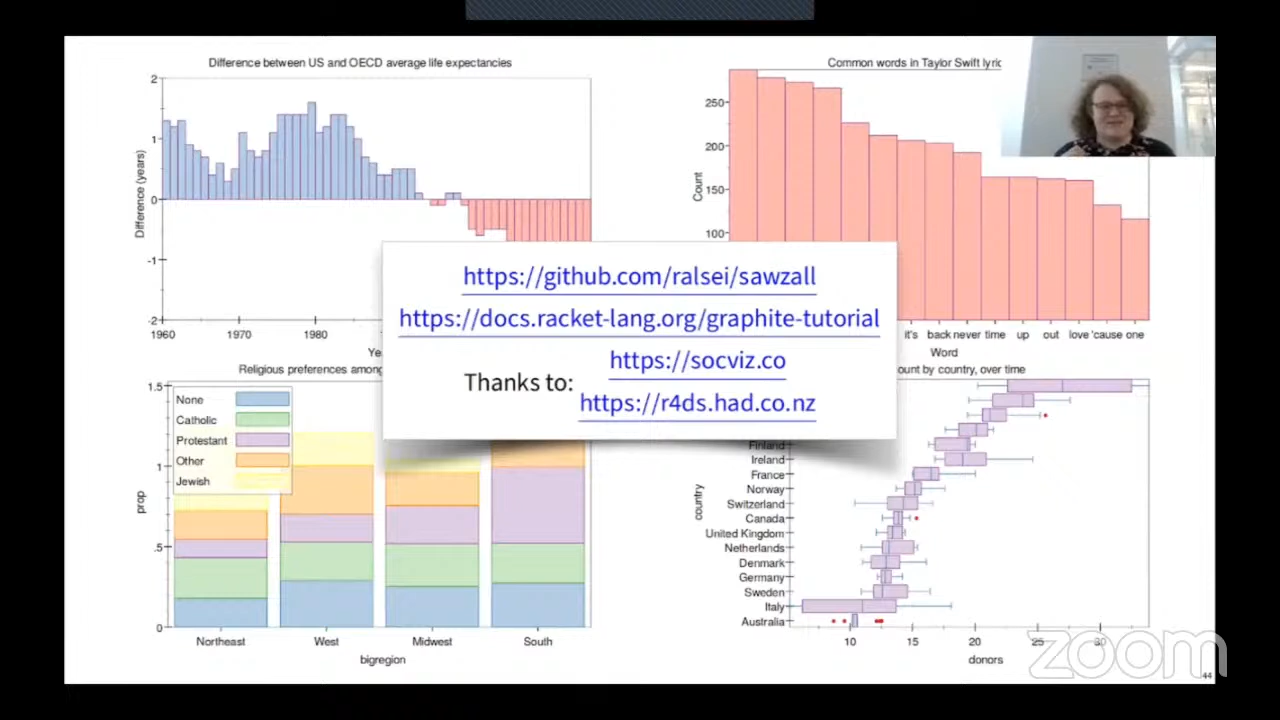 Difference between US and OECD average life expectancies
2
1
0
-1
-2
Difference (years)
1960
1970
1980
Common words in Taylor Swift lyric
250
200
150
100
Count
it's back never time up out love 'cause one
Word
https://github.com/ralsei/sawzall
https://docs.racket-lang.org/graphite-tutorial
Thanks to:
https://socviz.co
https://r4ds.had.co.nz
Religious preferences among
1.5
1
.5
0
prop
None
Catholic
Protestant
Other
Jewish
Northeast West Midwest South
bigregion
by country, over time
country
Finland
Ireland
France
Norway
Switzerland
Canada
United Kingdom
Netherlands
Denmark
Germany
Sweden
Italy
Australia
10 15 20 25 30
donors
zoom
44